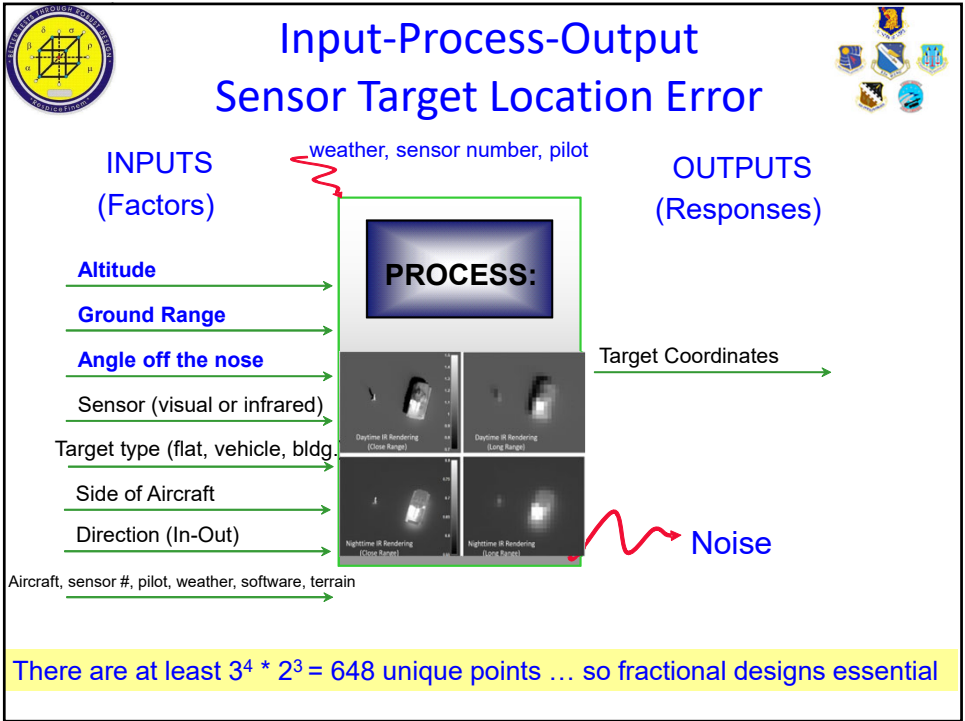 Input-Process-Output
Sensor Target Location Error
weather, sensor number, pilot
INPUTS
(Factors)
OUTPUTS
(Responses)
PROCESS:
Altitude
Ground Range
Angle off the nose
Sensor (visual or infrared)
Target type (flat, vehicle, bldg.
Side of Aircraft
Direction (In-Out)
Aircraft, sensor #, pilot, weather, software, terrain
Daytime IR Rendering
(Close Range)
Daytime IR Rendering
(Long Range)
Nighttime IR Rendering
(Close Range)
Nighttime IR Rendering
(Long Range)
Target Coordinates
Noise
There are at least 3⁴ * 2³ = 648 unique points … so fractional designs essential